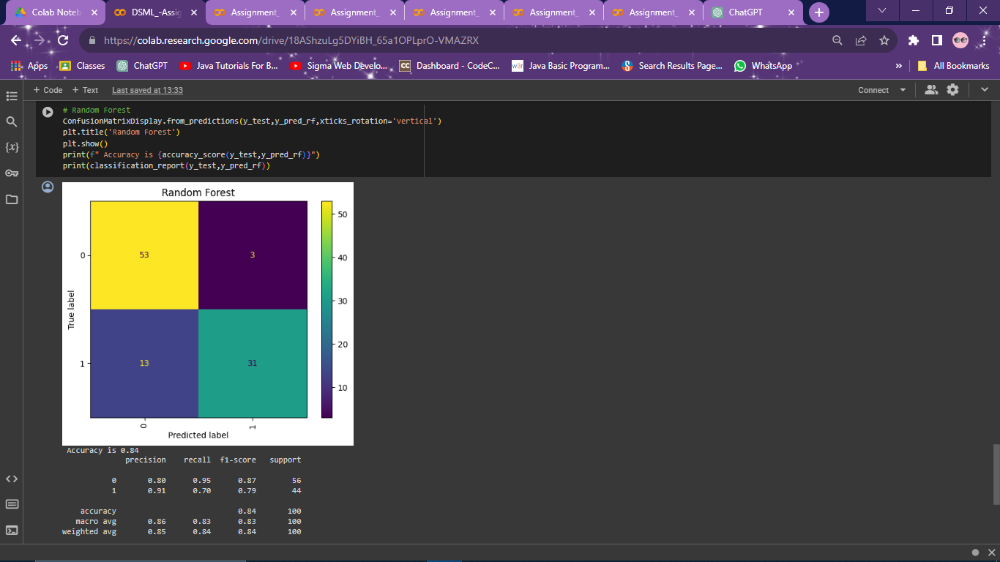 Colab Noteb
DSML_-Assig
Assignment_
Assignment_
Assignment_
Assignment_
Assignment_
ChatGPT
https://colab.research.google.com/drive/18AShzuLg5DYiBH_65a1OPLprO-VMAZRX
Apps
Classes
ChatGPT
Java Tutorials For B...
Sigma Web Develo...
CC
Dashboard - CodeC...
w3r
Java Basic Program...
Search Results Page...
WhatsApp
»
All Bookmarks
+ Code
+ Text
Last saved at 13:33
Connect
# Random Forest
ConfusionMatrixDisplay.from_predictions(y_test,y_pred_rf,xticks_rotation='vertical')
plt.title('Random Forest')
plt.show()
print(f" Accuracy is {accuracy_score(y_test,y_pred_rf)}")
print(classification_report(y_test,y_pred_rf))
{x}
Random Forest
53
3
13
31
0
1
True label
0
1
Predicted label
50
40
30
20
10
Accuracy is 0.84
precision recall f1-score support
0 0.80 0.95 0.87 56
1 0.91 0.70 0.79 44
accuracy 0.84 100
macro avg 0.86 0.83 0.83 100
weighted avg 0.85 0.84 0.84 100